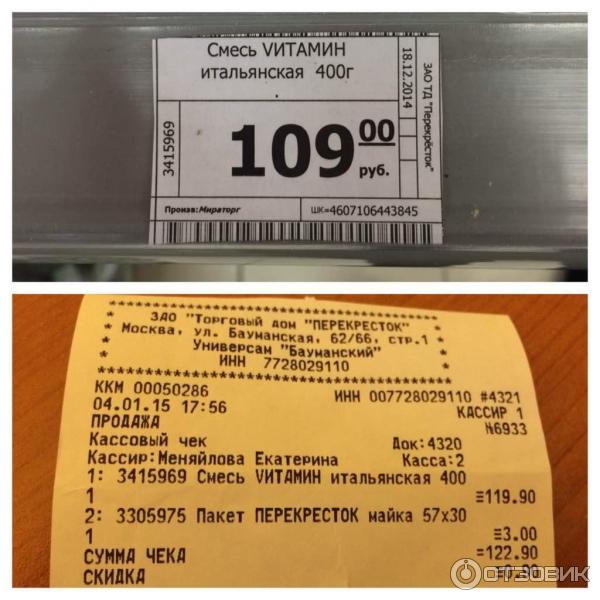 Смесь VИТАМИН
итальянская 400г
109 00
руб.
3415969
18.12.2014
ЗАО ТД "Перекрёсток"
Произв:Мираторг
ШК=4607106443845
************************
* ЗАО "Торговый дом "ПЕРЕКРЕСТОК" *
* Москва, ул. Бауманская, 62/66, стр.1 *
* Универсам "Бауманский" *
* ИНН 7728029110 *
************************
ККМ 00050286 ИНН 007728029110 #4321
04.01.15 17:56 КАССИР 1
ПРОДАЖА №6933
Кассовый чек Док:4320
Кассир:Меняйлова Екатерина Касса:2
1: 3415969 Смесь VИТАМИН итальянская 400
1 ≡119.90
2: 3305975 Пакет ПЕРЕКРЕСТОК майка 57х30
1 ≡3.00
СУММА ЧЕКА =122.90
СКИДКА ≡0.90
ОТЗОВИК